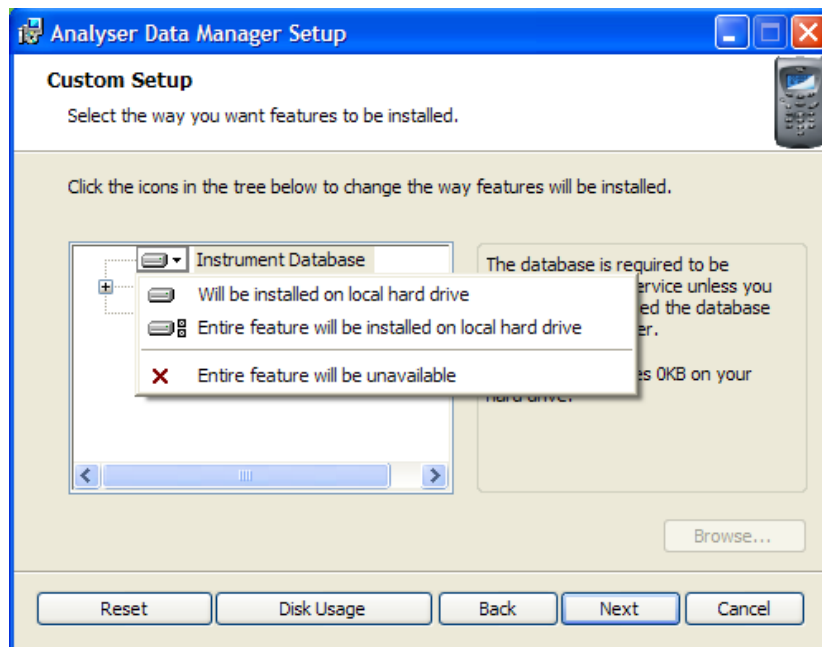 Analyser Data Manager Setup
Custom Setup
Select the way you want features to be installed.
Click the icons in the tree below to change the way features will be installed.
Instrument Database
Will be installed on local hard drive
Entire feature will be installed on local hard drive
Entire feature will be unavailable
The database is required to be
unless you
ed the database
er.
es 0KB on your
hard drive.
Browse...
Reset
Disk Usage
Back
Next
Cancel